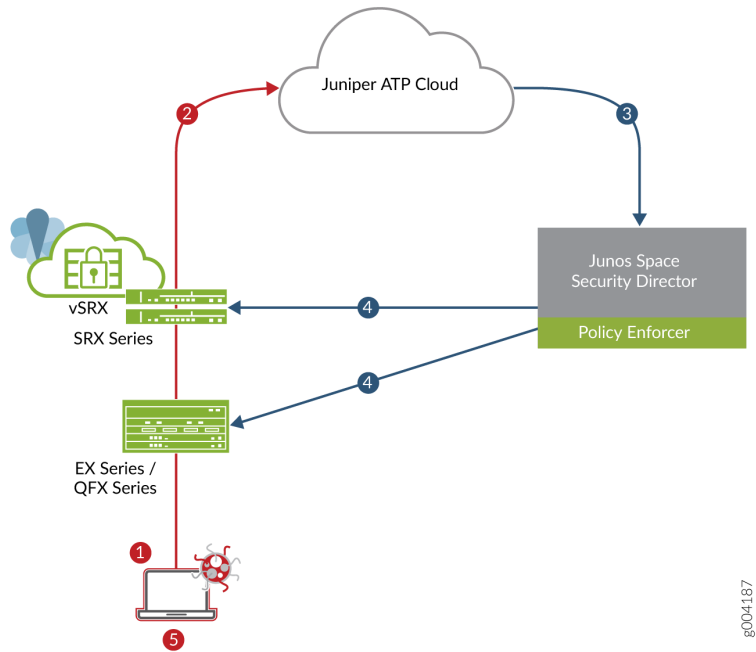 Juniper ATP Cloud
2
3
Junos Space
Security Director
Policy Enforcer
vSRX
SRX Series
4
4
EX Series /
QFX Series
1
5
g004187